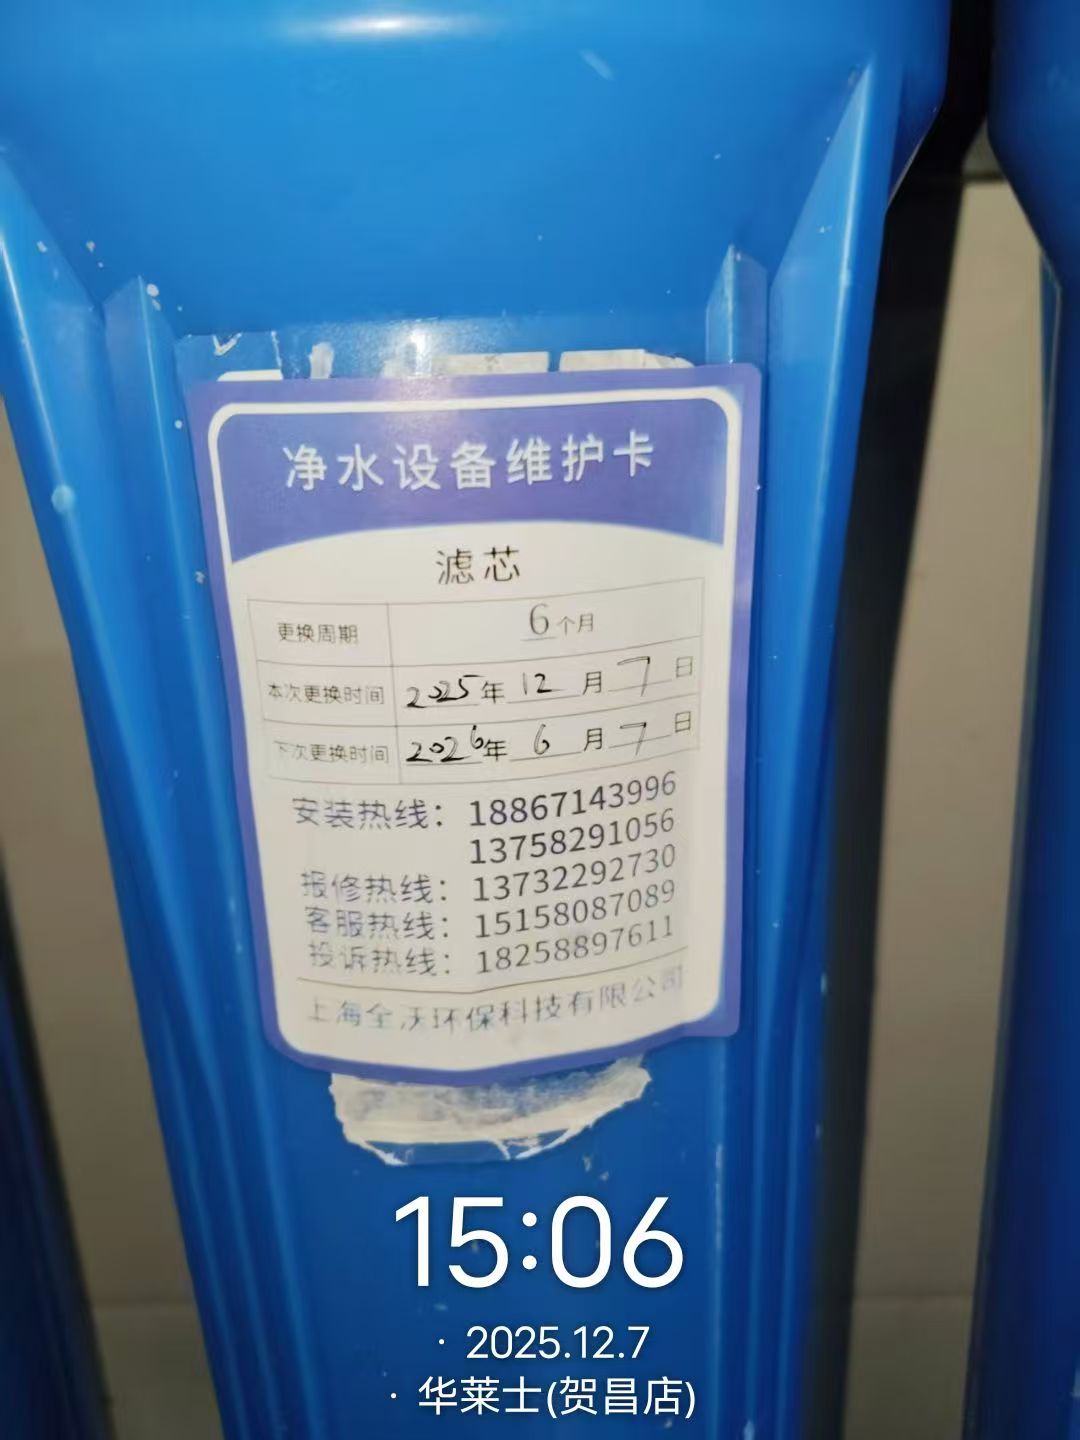 净水设备维护卡
滤芯
更换周期 6个月
本次更换时间 2025年12月7日
下次更换时间 2026年6月7日
安装热线：18867143996
13758291056
报修热线：13732292730
客服热线：15158087089
投诉热线：18258897611
上海全沃环保科技有限公司
15:06
· 2025.12.7
· 华莱士(贺昌店)